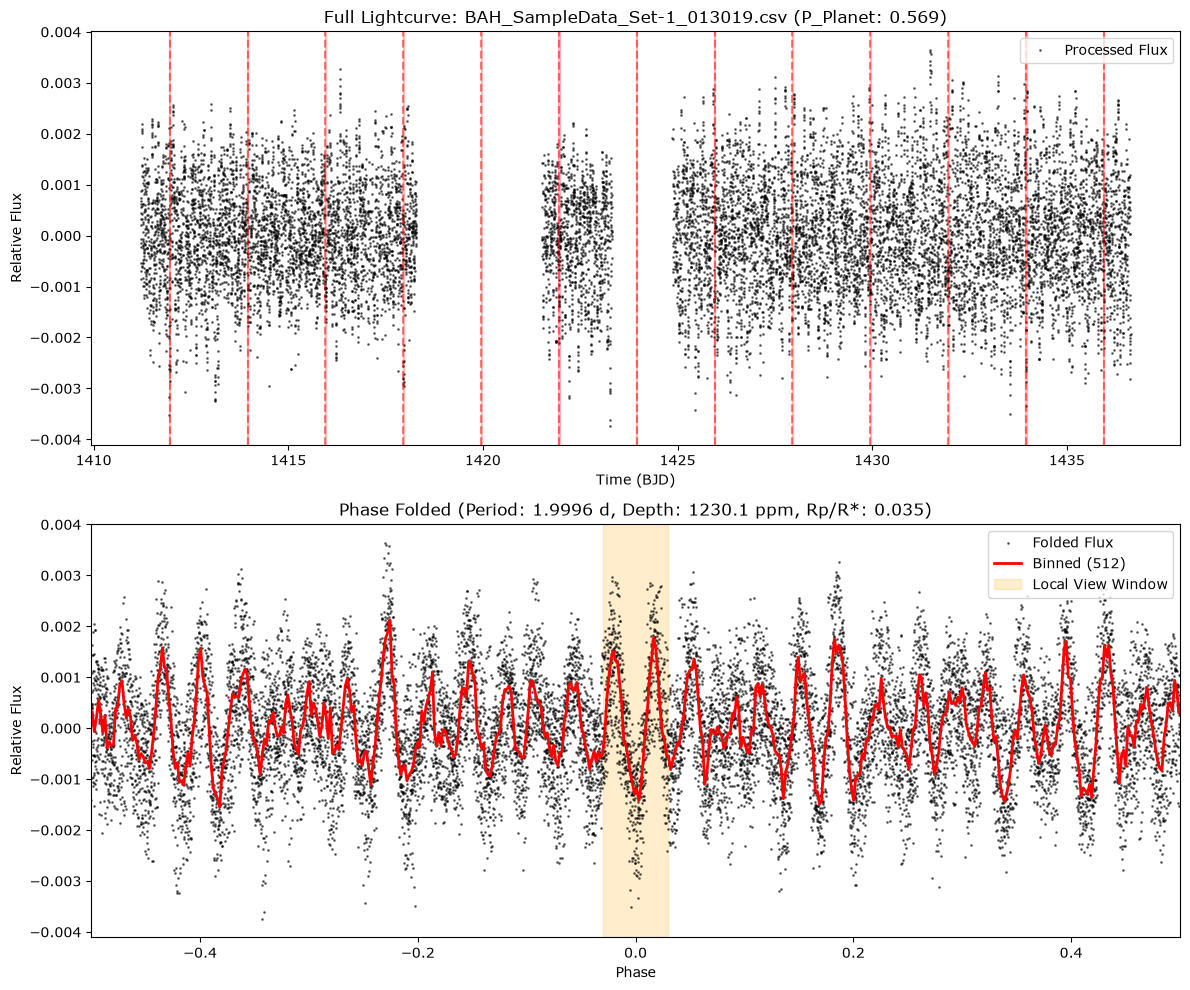 Full Lightcurve: BAH_SampleData_Set-1_013019.csv (P_Planet: 0.569)
0.004
0.003
0.002
0.001
0.000
−0.001
−0.002
−0.003
−0.004
Relative Flux
Processed Flux
1410 1415 1420 1425 1430 1435
Time (BJD)
Phase Folded (Period: 1.9996 d, Depth: 1230.1 ppm, Rp/R*: 0.035)
0.004
0.003
0.002
0.001
0.000
−0.001
−0.002
−0.003
−0.004
Relative Flux
Folded Flux
Binned (512)
Local View Window
−0.4 −0.2 0.0 0.2 0.4
Phase